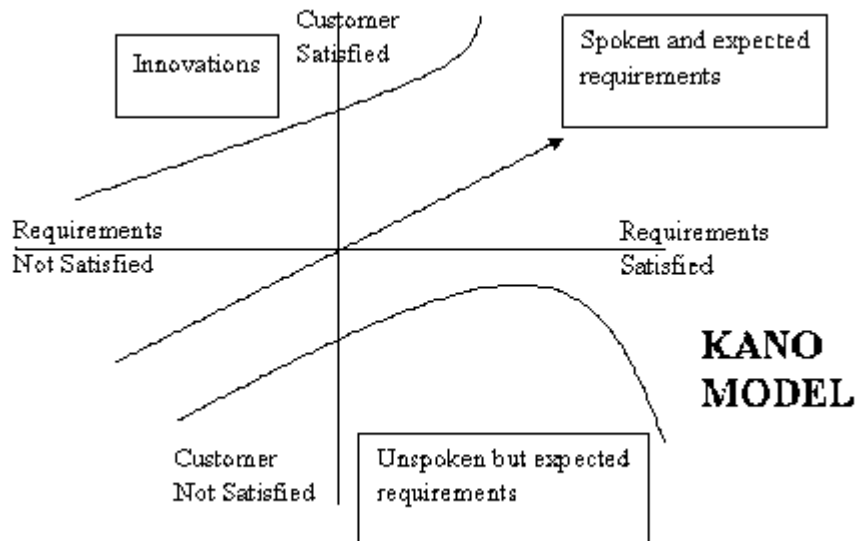 Customer
Satisfied
Innovations
Spoken and expected
requirements
Requirements
Not Satisfied
Requirements
Satisfied
KANO
MODEL
Customer
Not Satisfied
Unspoken but expected
requirements